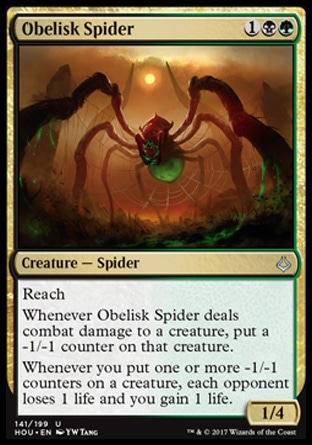 Obelisk Spider 1
Creature — Spider
Reach
Whenever Obelisk Spider deals
combat damage to a creature, put a
-1/-1 counter on that creature.
Whenever you put one or more -1/-1
counters on a creature, each opponent
loses 1 life and you gain 1 life.
1/4
141/199 U
HOU • EN YW Tang
™ & © 2017 Wizards of the Coast